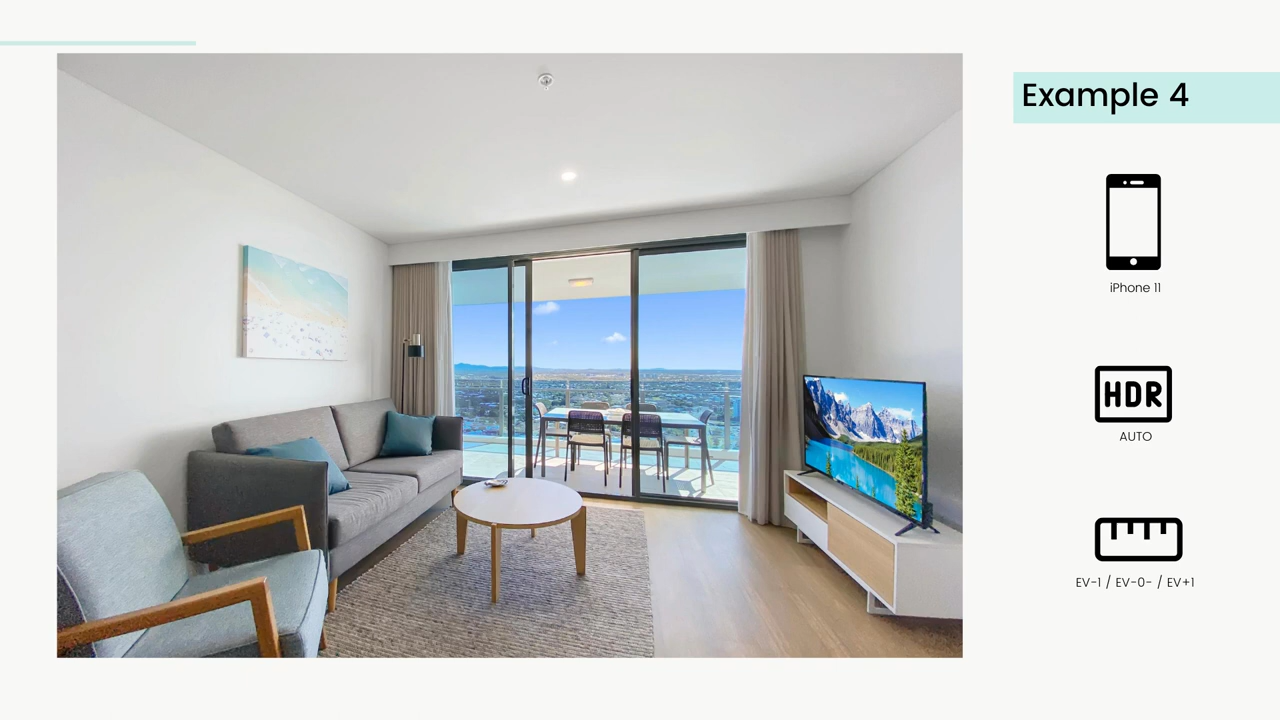 Example 4
iPhone 11
HDR
AUTO
EV-1 / EV-0- / EV+1